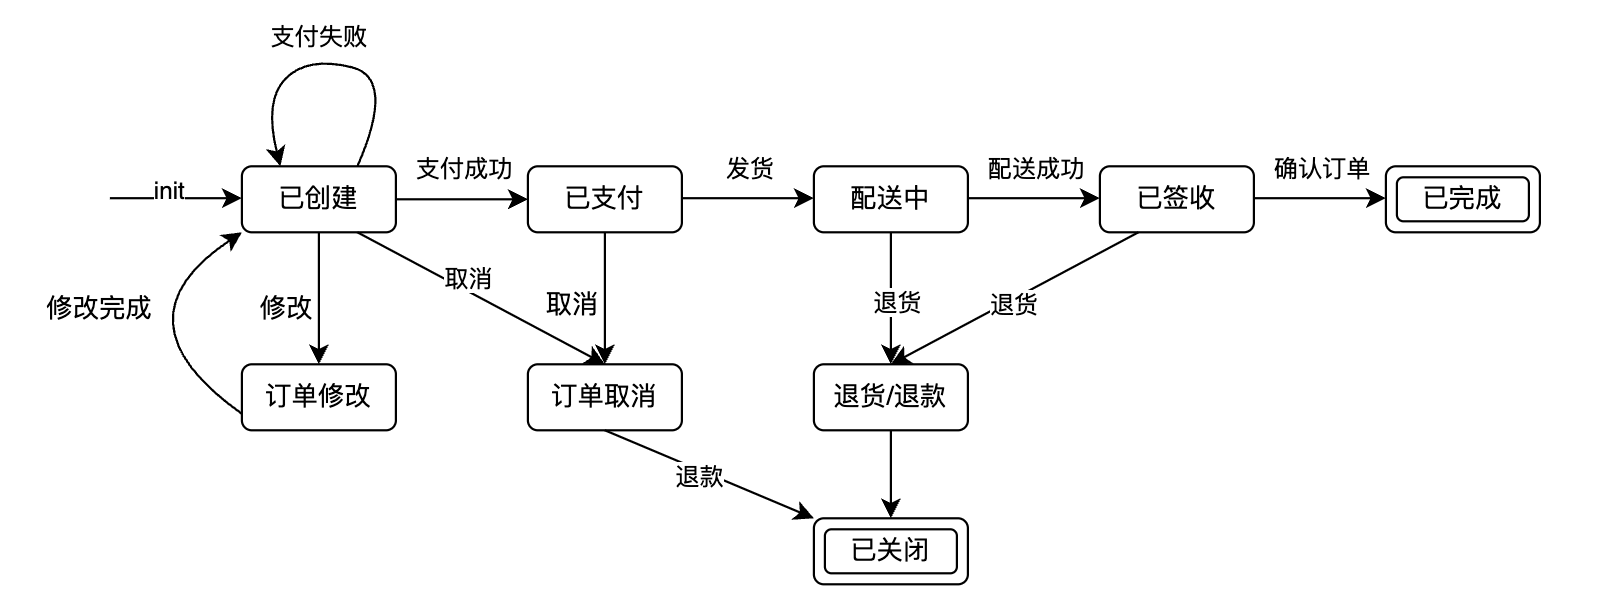 支付失败
init
已创建
支付成功
已支付
发货
配送中
配送成功
已签收
确认订单
已完成
修改完成
修改
取消
取消
退货
退货
订单修改
订单取消
退货/退款
退款
已关闭